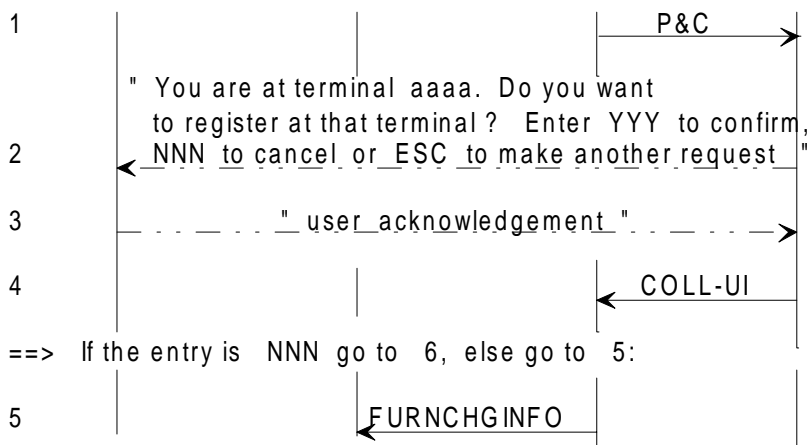 1 P&C
" You are at terminal aaaa. Do you want
to register at that terminal ? Enter YYY to confirm,
2 NNN to cancel or ESC to make another request "
3 " user acknowledgement "
4 COLL-UI
==> If the entry is NNN go to 6, else go to 5:
5 FURNCHGINFO